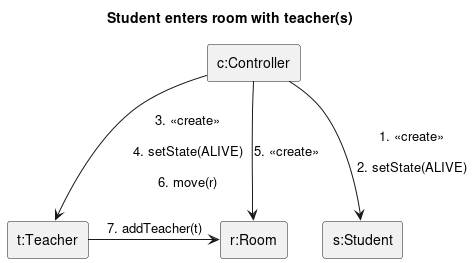 Student enters room with teacher(s)
c:Controller
3. «create»
4. setState(ALIVE)
6. move(r)
5. «create»
1. «create»
2. setState(ALIVE)
7. addTeacher(t)
t:Teacher
r:Room
s:Student